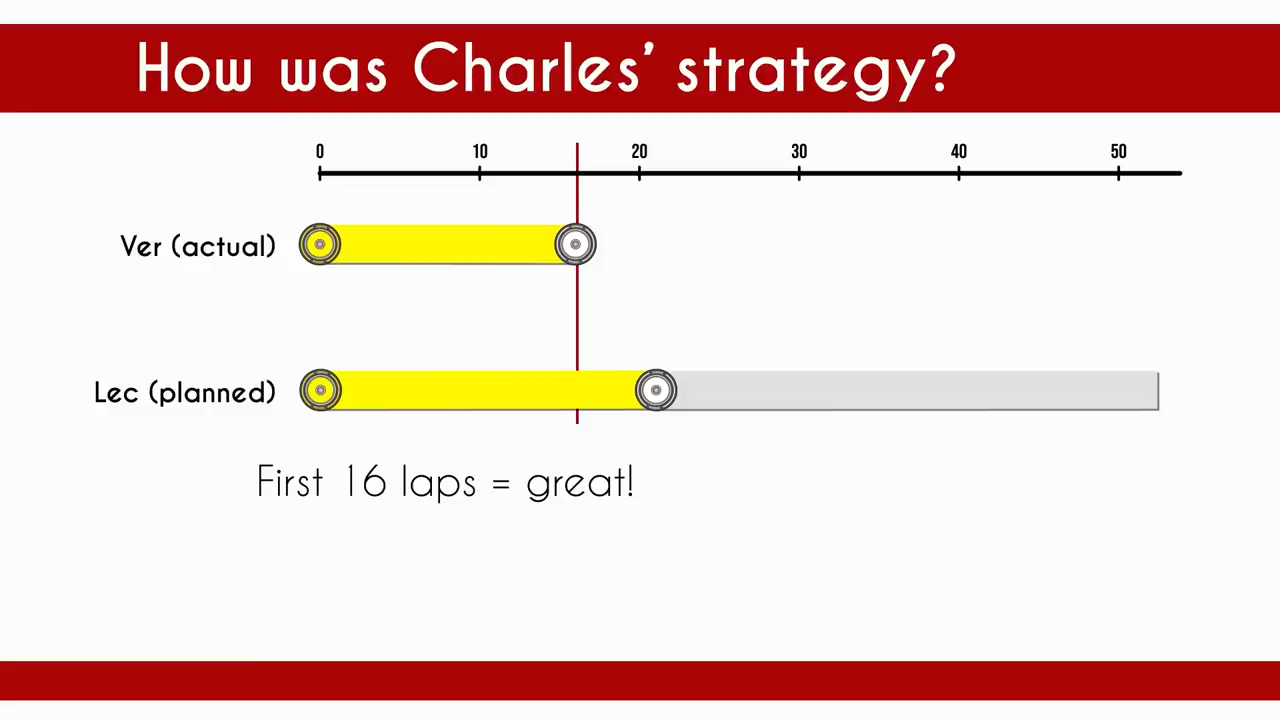 How was Charles' strategy?
0 10 20 30 40 50
Ver (actual)
Lec (planned)
First 16 laps = great!